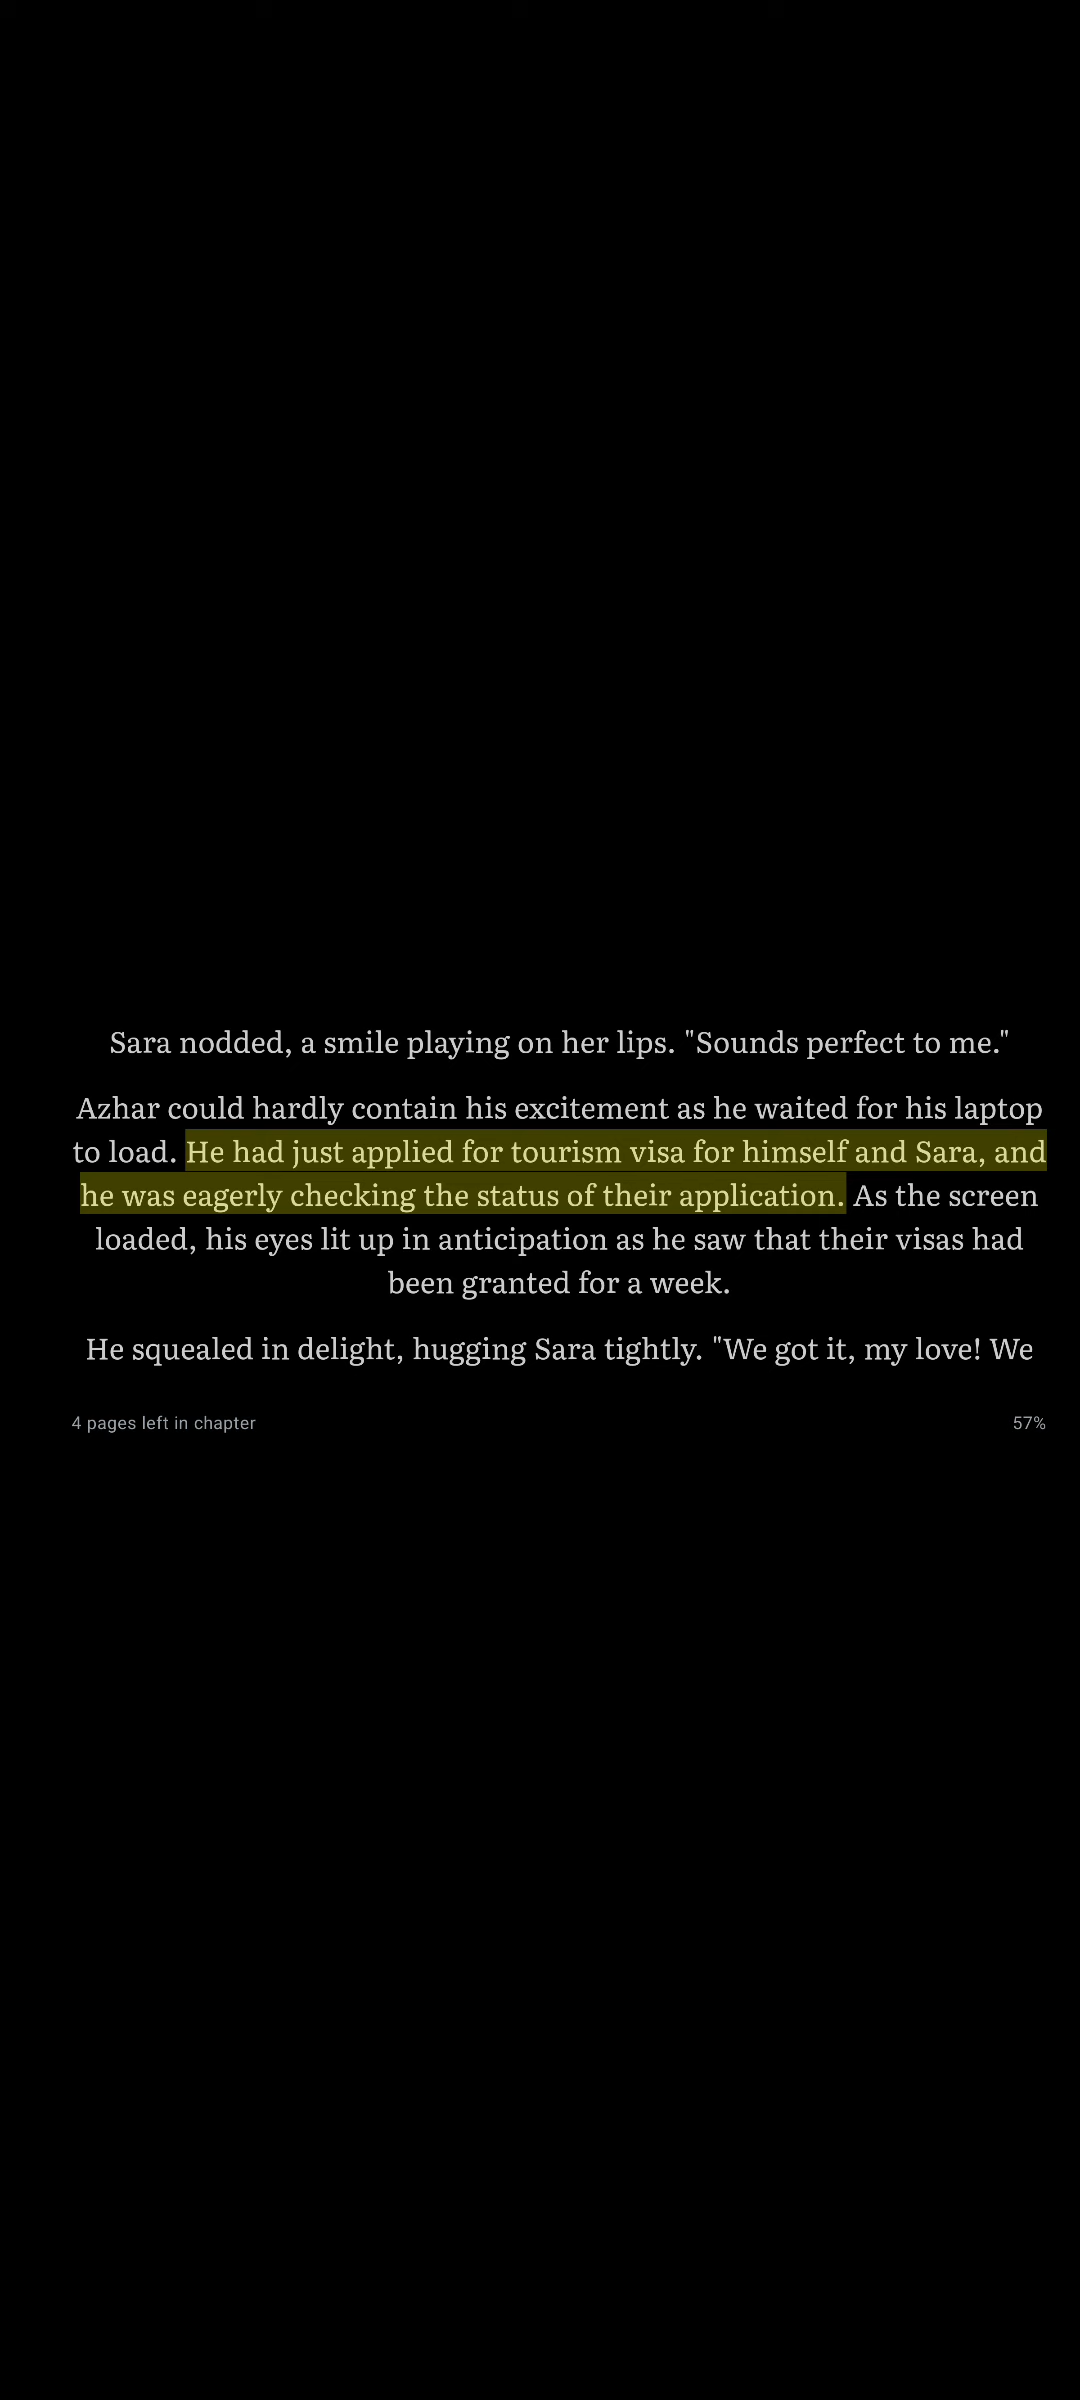 Sara nodded, a smile playing on her lips. "Sounds perfect to me."
Azhar could hardly contain his excitement as he waited for his laptop
to load. He had just applied for tourism visa for himself and Sara, and
he was eagerly checking the status of their application. As the screen
loaded, his eyes lit up in anticipation as he saw that their visas had
been granted for a week.
He squealed in delight, hugging Sara tightly. "We got it, my love! We
4 pages left in chapter
57%